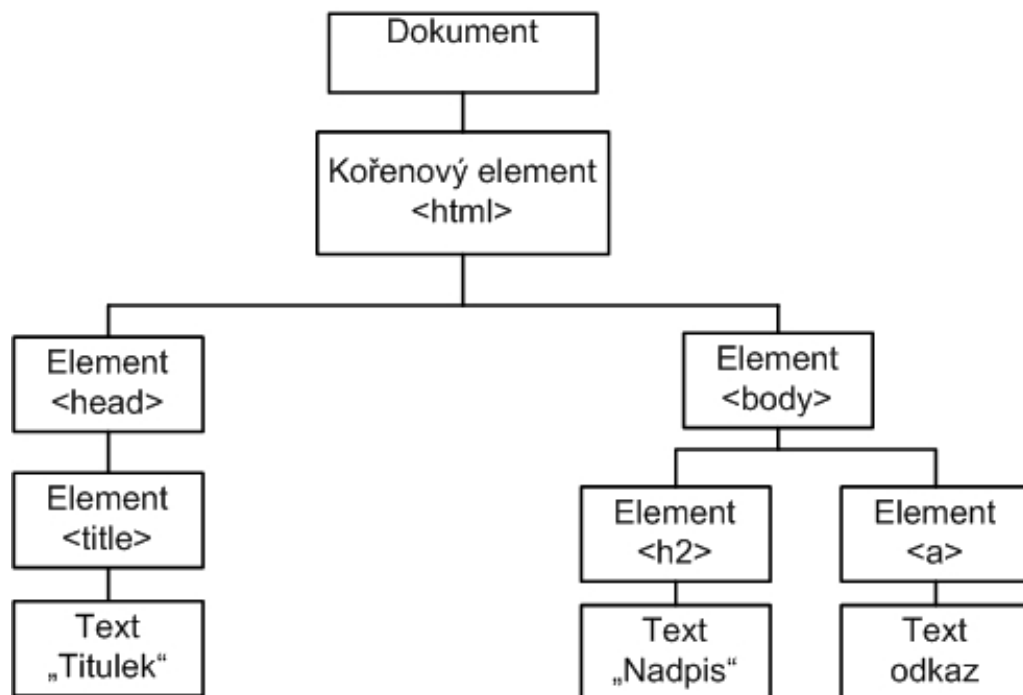 Dokument
Kořenový element
<html>
Element
<head>
Element
<body>
Element
<title>
Element
<h2>
Element
<a>
Text
„Titulek“
Text
„Nadpis“
Text
odkaz